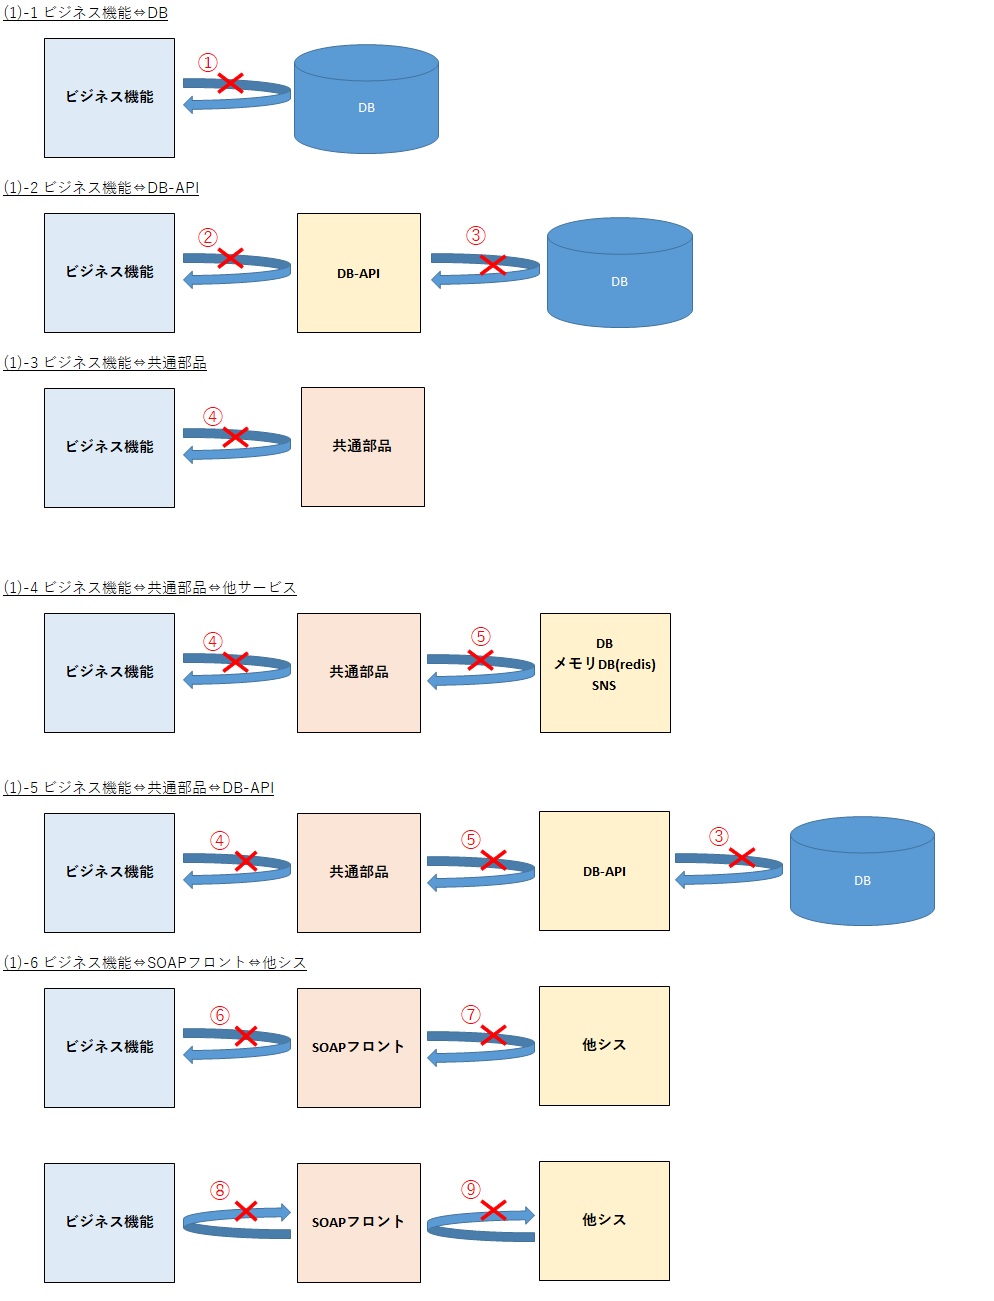 (1)-1 ビジネス機能⇔DB
①
ビジネス機能
DB
(1)-2 ビジネス機能⇔DB-API
②
③
ビジネス機能
DB-API
DB
(1)-3 ビジネス機能⇔共通部品
④
ビジネス機能
共通部品
(1)-4 ビジネス機能⇔共通部品⇔他サービス
④
⑤
ビジネス機能
共通部品
DB
メモリDB(redis)
SNS
(1)-5 ビジネス機能⇔共通部品⇔DB-API
④
⑤
③
ビジネス機能
共通部品
DB-API
DB
(1)-6 ビジネス機能⇔SOAPフロント⇔他シス
⑥
⑦
ビジネス機能
SOAPフロント
他シス
⑧
⑨
ビジネス機能
SOAPフロント
他シス